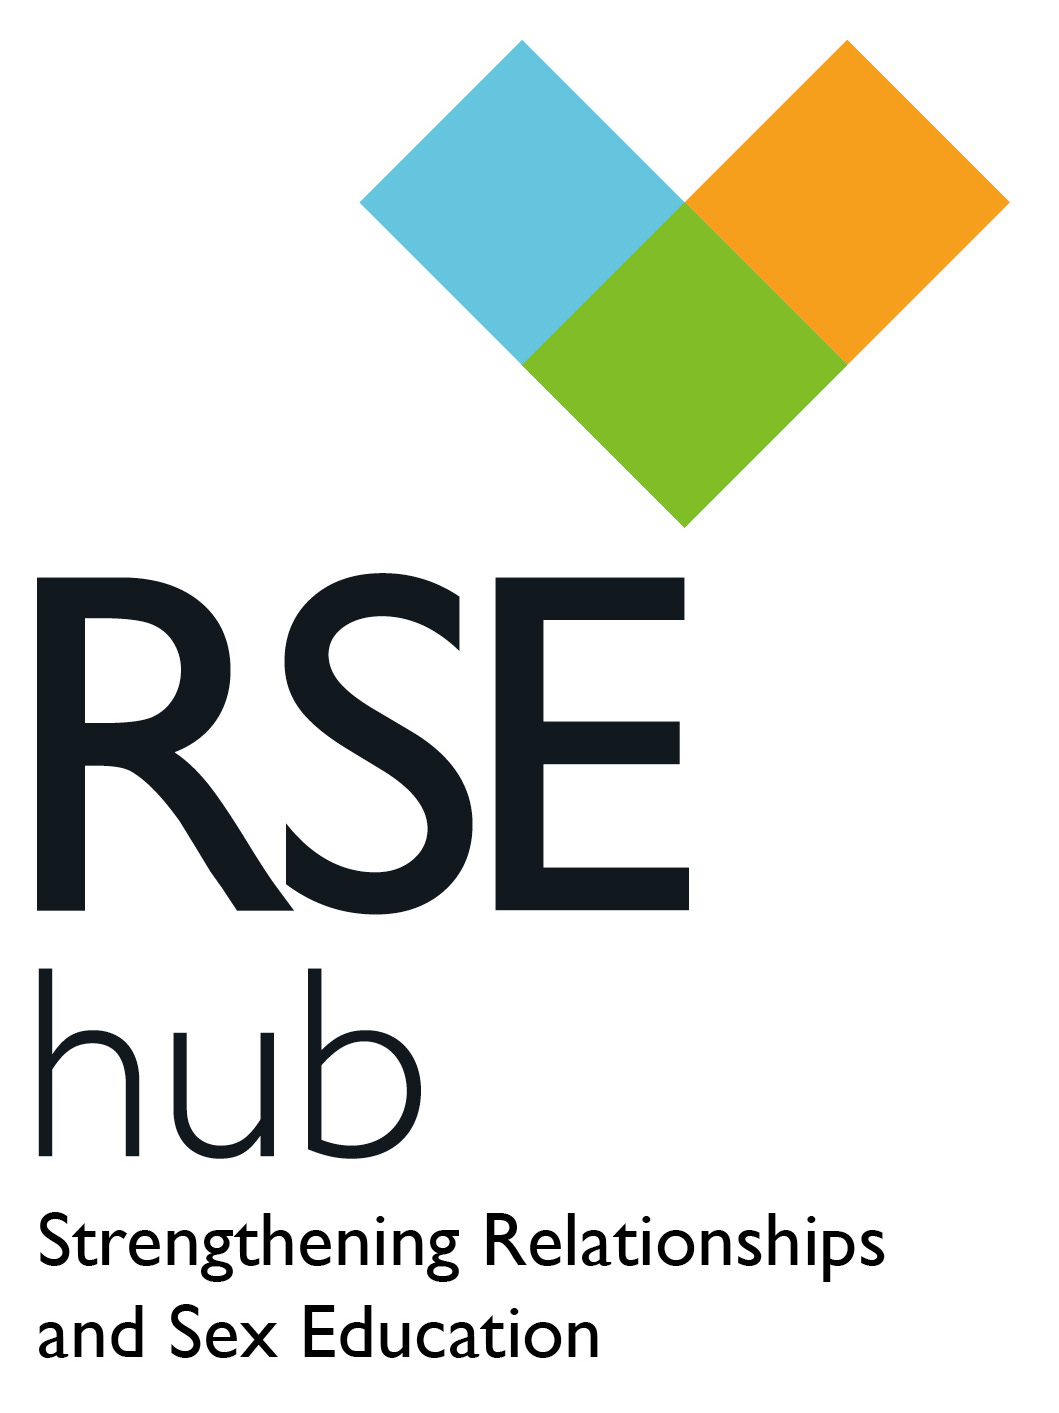 RSE
hub
Strengthening Relationships
and Sex Education